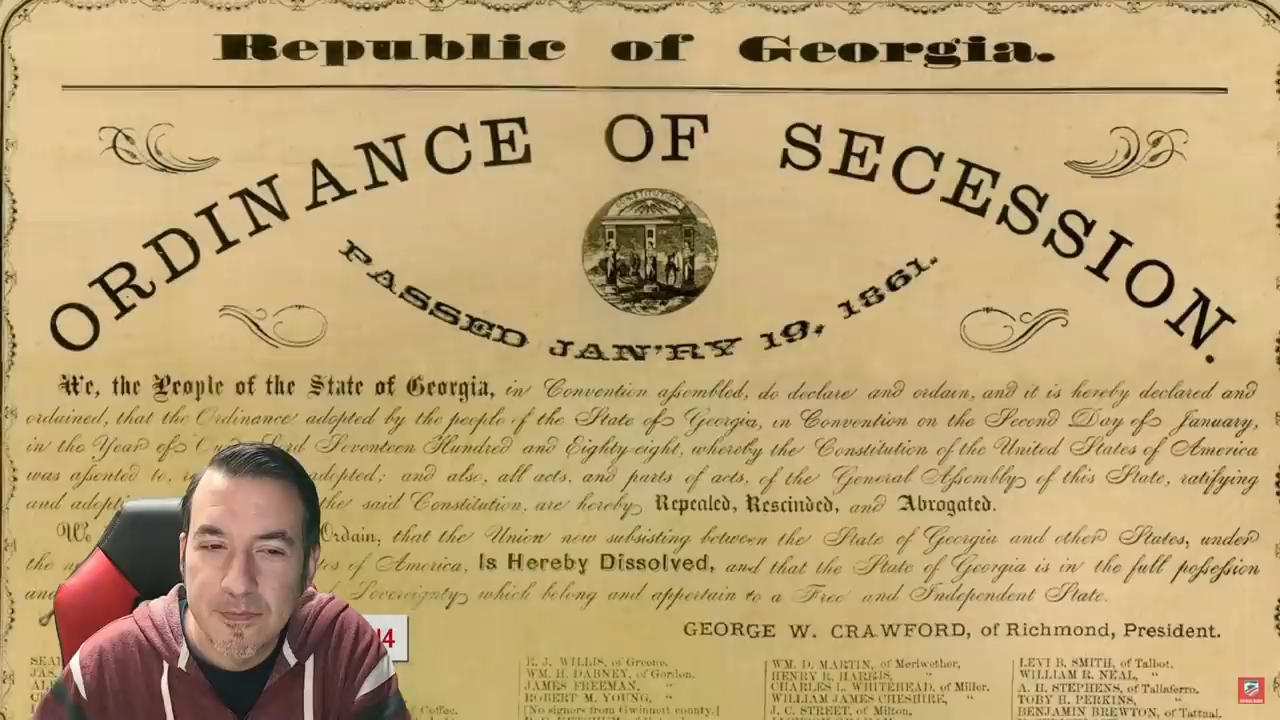 Republic of Georgia.
ORDINANCE OF SECESSION.
PASSED JAN'RY 19, 1861.
We, the People of the State of Georgia, in Convention assembled, do declare and ordain, and it is hereby declared and
ordained, that the Ordinance adopted by the people of the State of Georgia, in Convention on the Second Day of January,
in the Year of Seventeen Hundred and Eighty-eight, whereby the Constitution of the United States of America
was assented to, adopted; and also, all acts, and parts of acts, of the General Assembly of this State, ratifying
and the said Constitution, are hereby Repealed, Rescinded, and Abrogated.
We Ordain, that the Union now subsisting between the State of Georgia and other States, under
the of America, Is Hereby Dissolved, and that the State of Georgia is in the full possession
Sovereignty which belong and appertain to a Free and Independent State.
GEORGE W. CRAWFORD, of Richmond, President.
R. J. WILLIS, of Greene.
WM. H. DABNEY, of Gordon.
JAMES FREEMAN, "
ROBERT M. YOUNG, "
[No signers from Gwinnett county.]
WM. D. MARTIN, of Meriwether,
HENRY R. HARRIS, "
CHARLES L. WHITEHEAD, of Miller.
WILLIAM JAMES CHESHIRE, "
J. C. STREET, of Milton.
LEVI B. SMITH, of Talbot.
WILLIAM R. NEAL, "
A. H. STEPHENS, of Taliaferro.
TOBY H. PERKINS, "
BENJAMIN BREWTON, of Tattnal.
of Coffee.